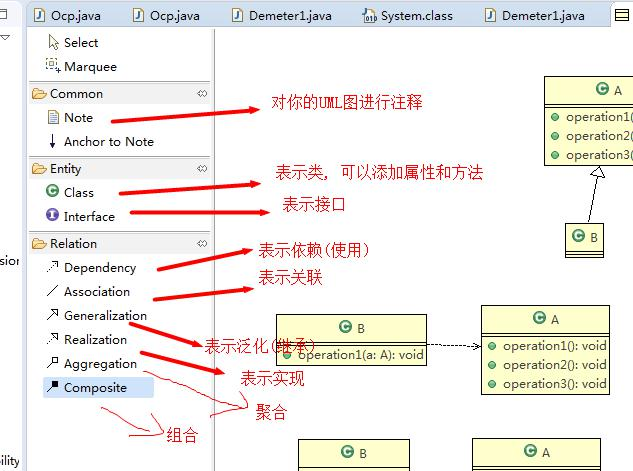 Ocp.java
Ocp.java
Demeter1.java
System.class
Demeter1.java
Select
Marquee
Common
Note
Anchor to Note
对你的UML图进行注释
Entity
Class
Interface
表示类, 可以添加属性和方法
表示接口
Relation
Dependency
Association
Generalization
Realization
Aggregation
Composite
表示依赖(使用)
表示关联
表示泛化(继承)
表示实现
聚合
组合
A
operation1(
operation2(
operation3(
B
B
operation1(a: A): void
A
operation1(): void
operation2(): void
operation3(): void
B
A